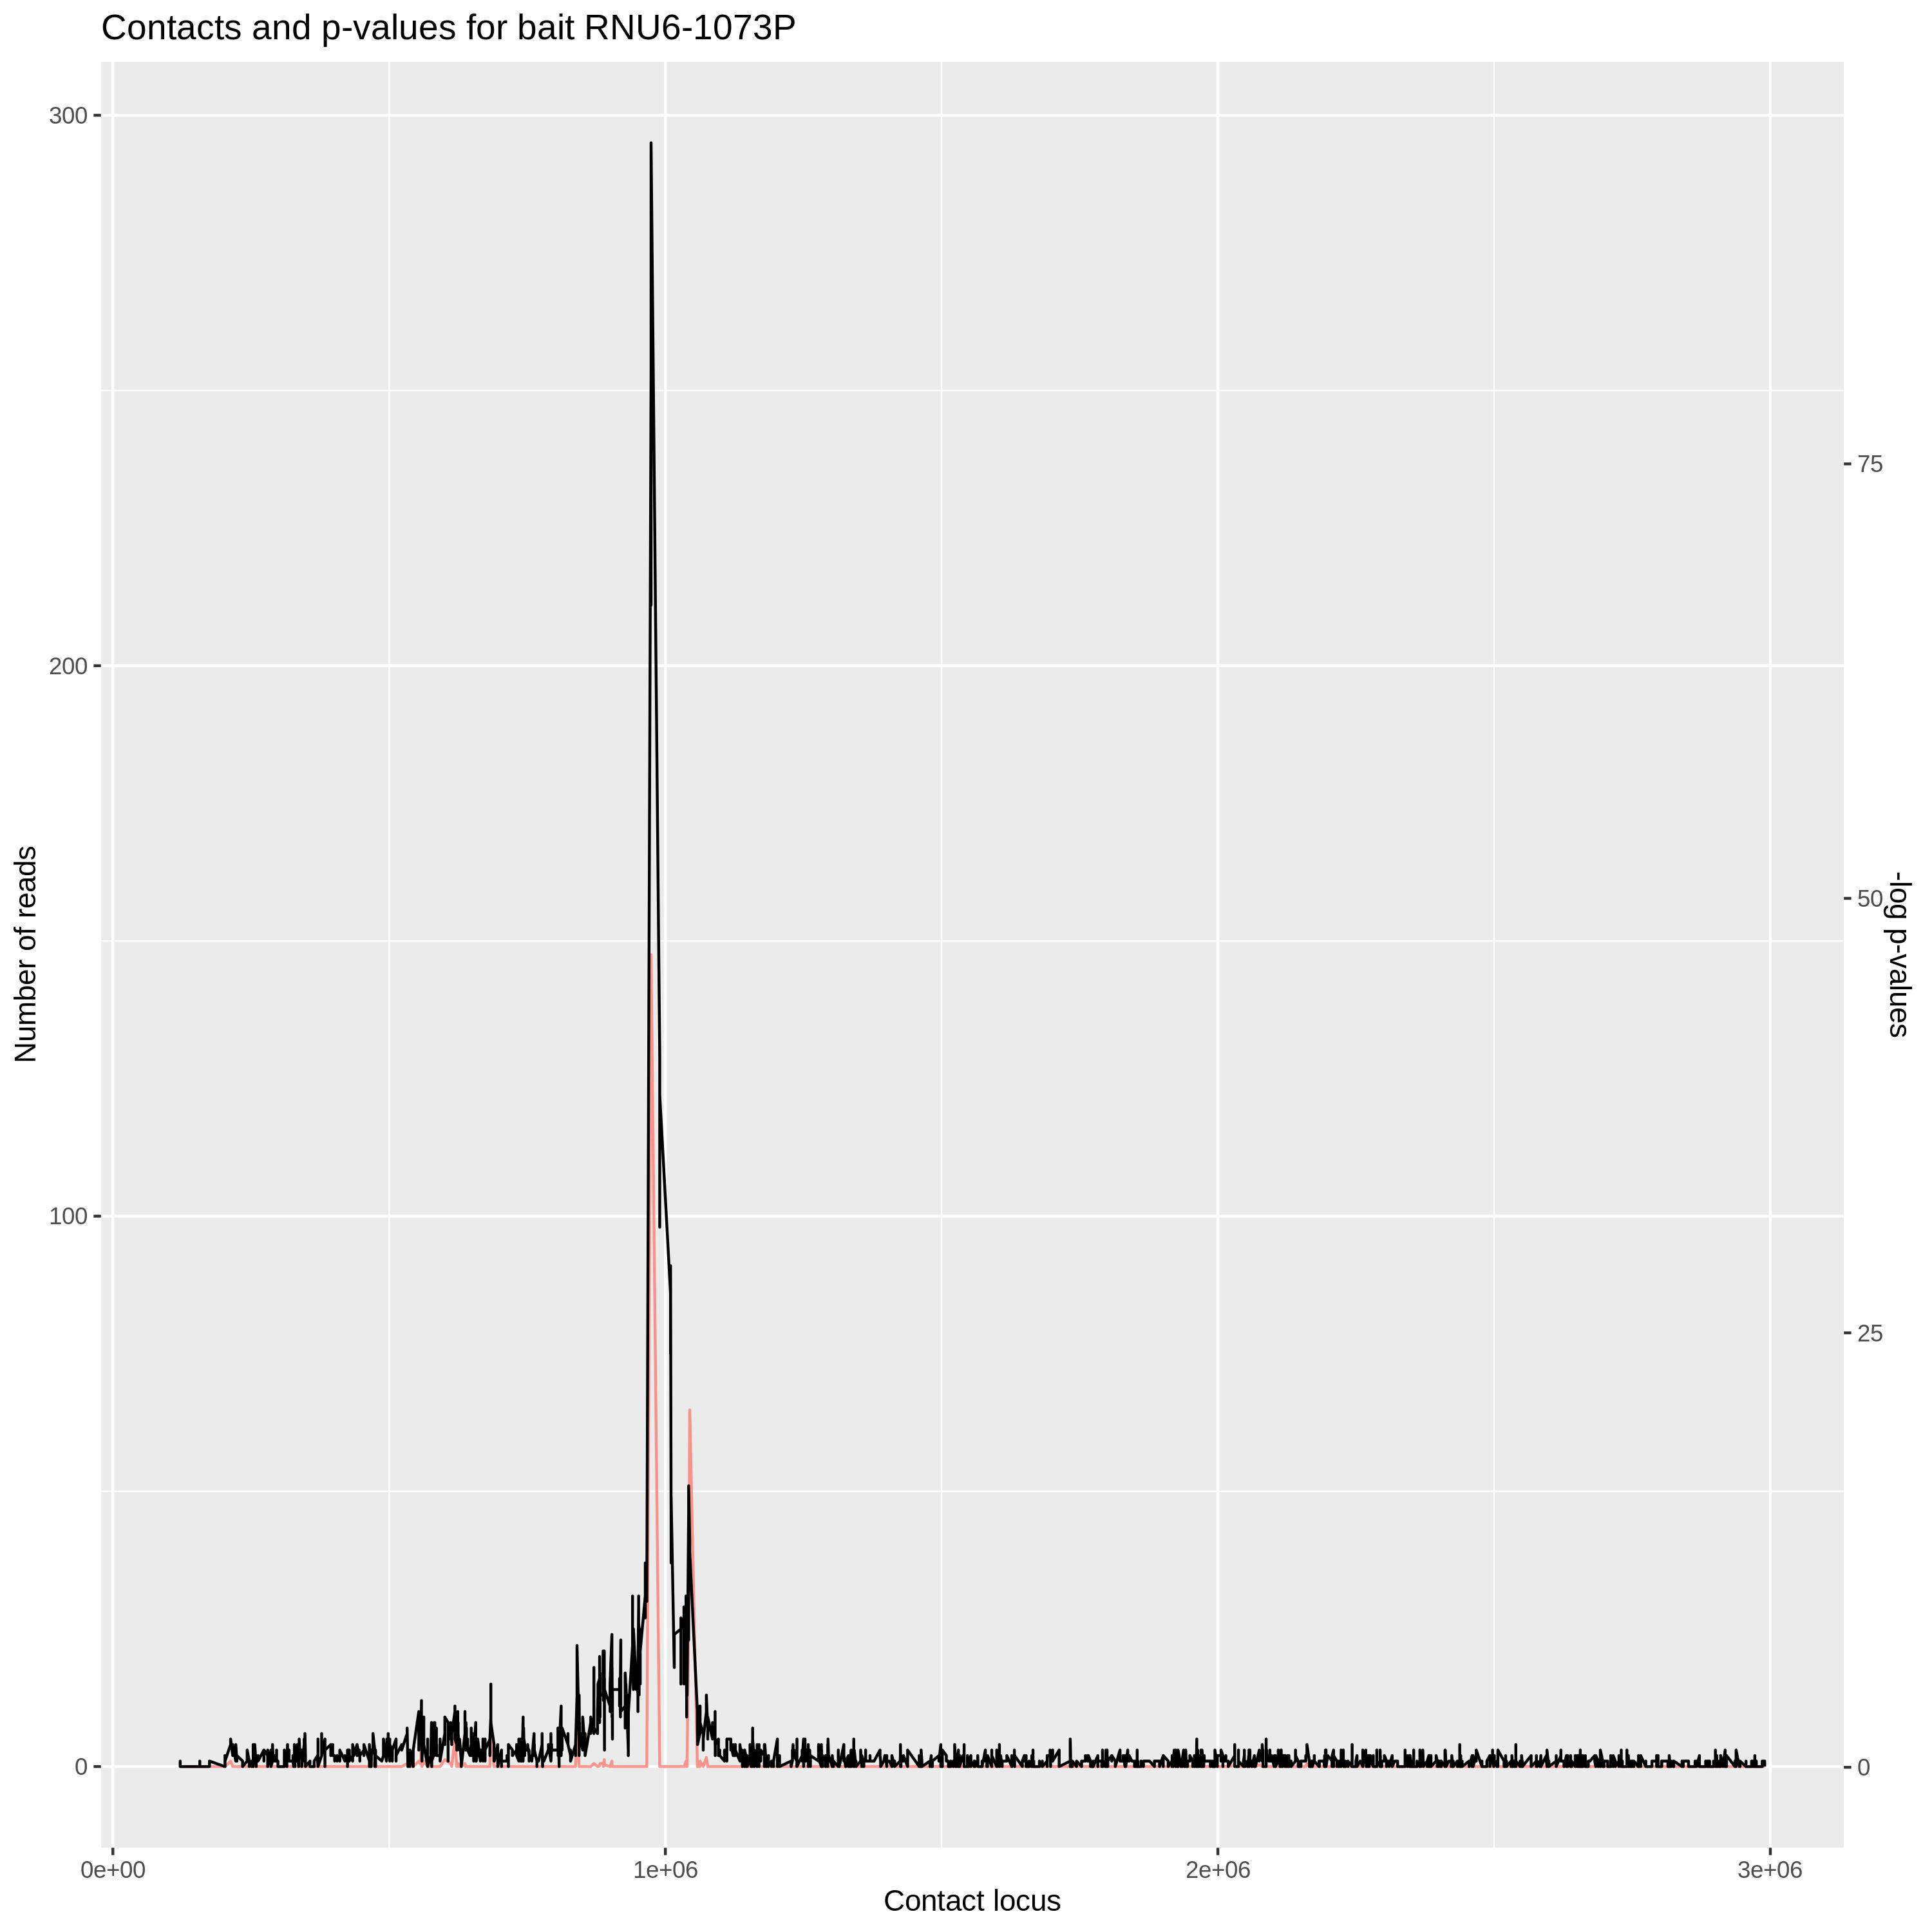 Contacts and p-values for bait RNU6-1073P
300
200
100
0
Number of reads
75
50
25
0
-log p-values
0e+00
1e+06
2e+06
3e+06
Contact locus